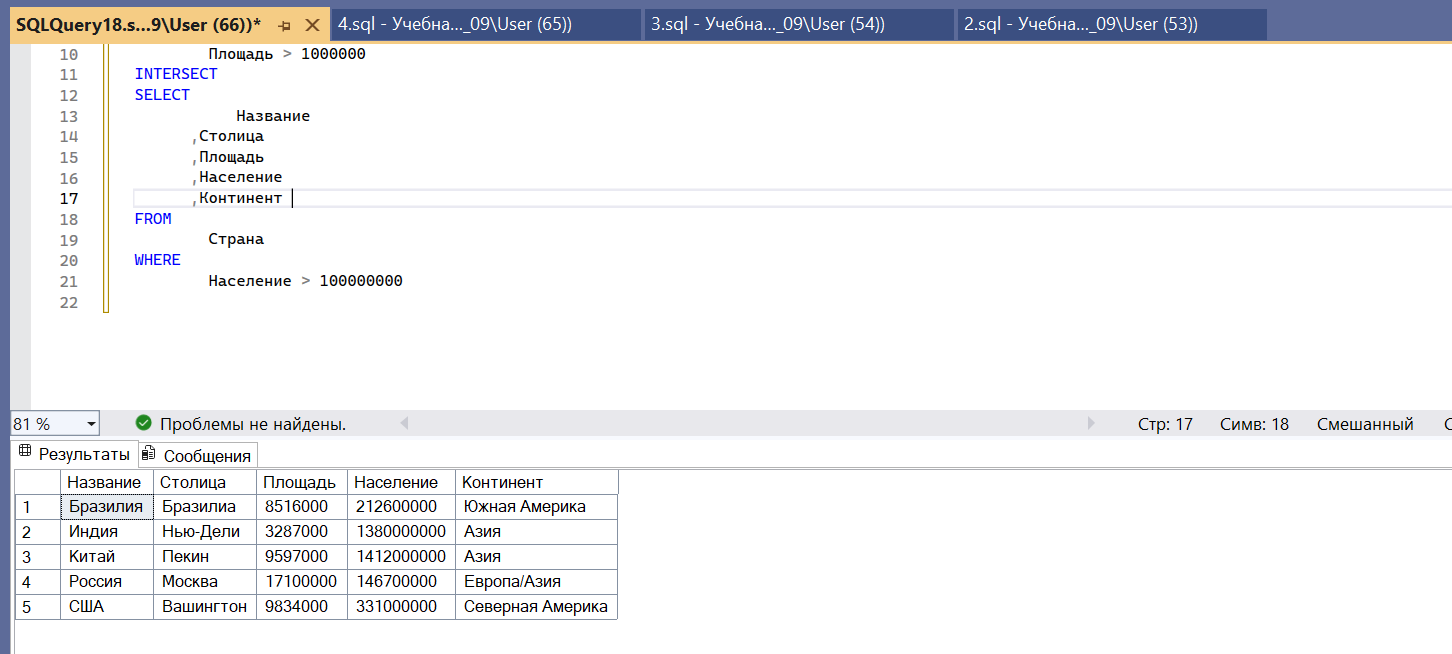 SQLQuery18.s...9\User (66))* 4.sql - Учебна..._09\User (65)) 3.sql - Учебна..._09\User (54)) 2.sql - Учебна..._09\User (53))
10 Площадь > 1000000
11 INTERSECT
12 SELECT
13 Название
14 ,Столица
15 ,Площадь
16 ,Население
17 ,Континент
18 FROM
19 Страна
20 WHERE
21 Население > 100000000
22
81 % Проблемы не найдены. Стр: 17 Симв: 18 Смешанный
Результаты Сообщения
Название Столица Площадь Население Континент
1 Бразилия Бразилиа 8516000 212600000 Южная Америка
2 Индия Нью-Дели 3287000 1380000000 Азия
3 Китай Пекин 9597000 1412000000 Азия
4 Россия Москва 17100000 146700000 Европа/Азия
5 США Вашингтон 9834000 331000000 Северная Америка